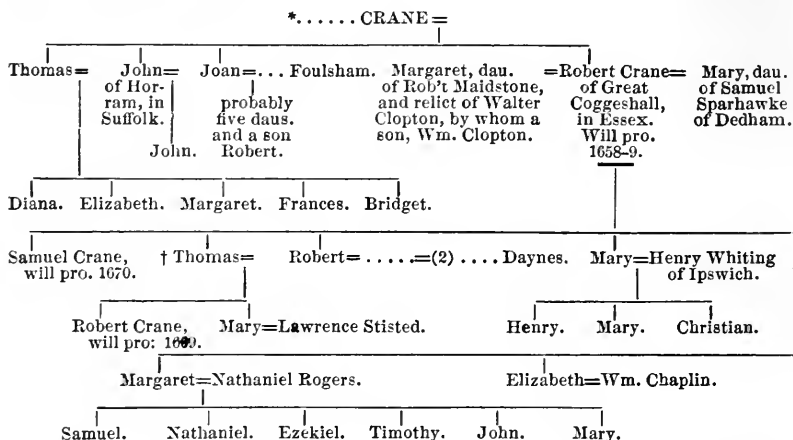 *...... CRANE=
Thomas= John= Joan=... Foulsham. Margaret, dau. =Robert Crane= Mary, dau.
of Hor- of Rob't Maidstone, of Great of Samuel
ram, in probably and relict of Walter Coggeshall, Sparhawke
Suffolk. five daus. Clopton, by whom a in Essex. of Dedham.
and a son son, Wm. Clopton. Will pro.
John. Robert. 1658-9.
Diana. Elizabeth. Margaret. Frances. Bridget.
Samuel Crane, † Thomas= Robert= .....=(2) .... Daynes. Mary=Henry Whiting
will pro. 1670. of Ipswich.
Robert Crane, Mary=Lawrence Stisted. Henry. Mary. Christian.
will pro:
Margaret=Nathaniel Rogers. Elizabeth=Wm. Chaplin.
Samuel. Nathaniel. Ezekiel. Timothy. John. Mary.